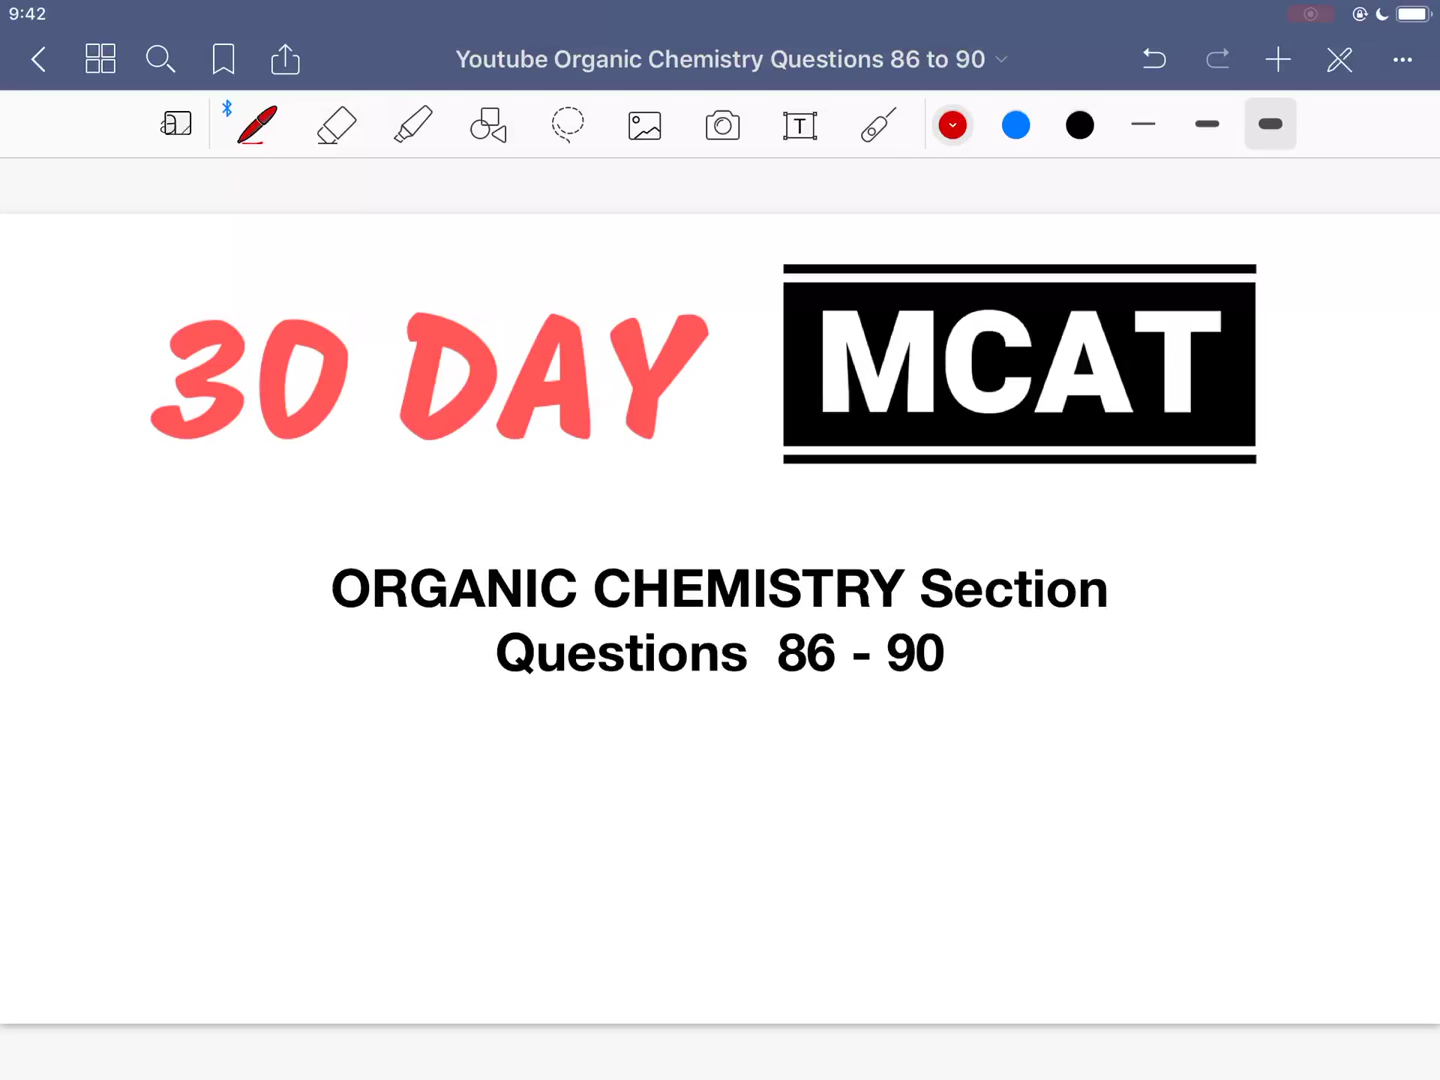 9:42
Youtube Organic Chemistry Questions 86 to 90
a
T
30 DAY MCAT
ORGANIC CHEMISTRY Section
Questions 86 - 90